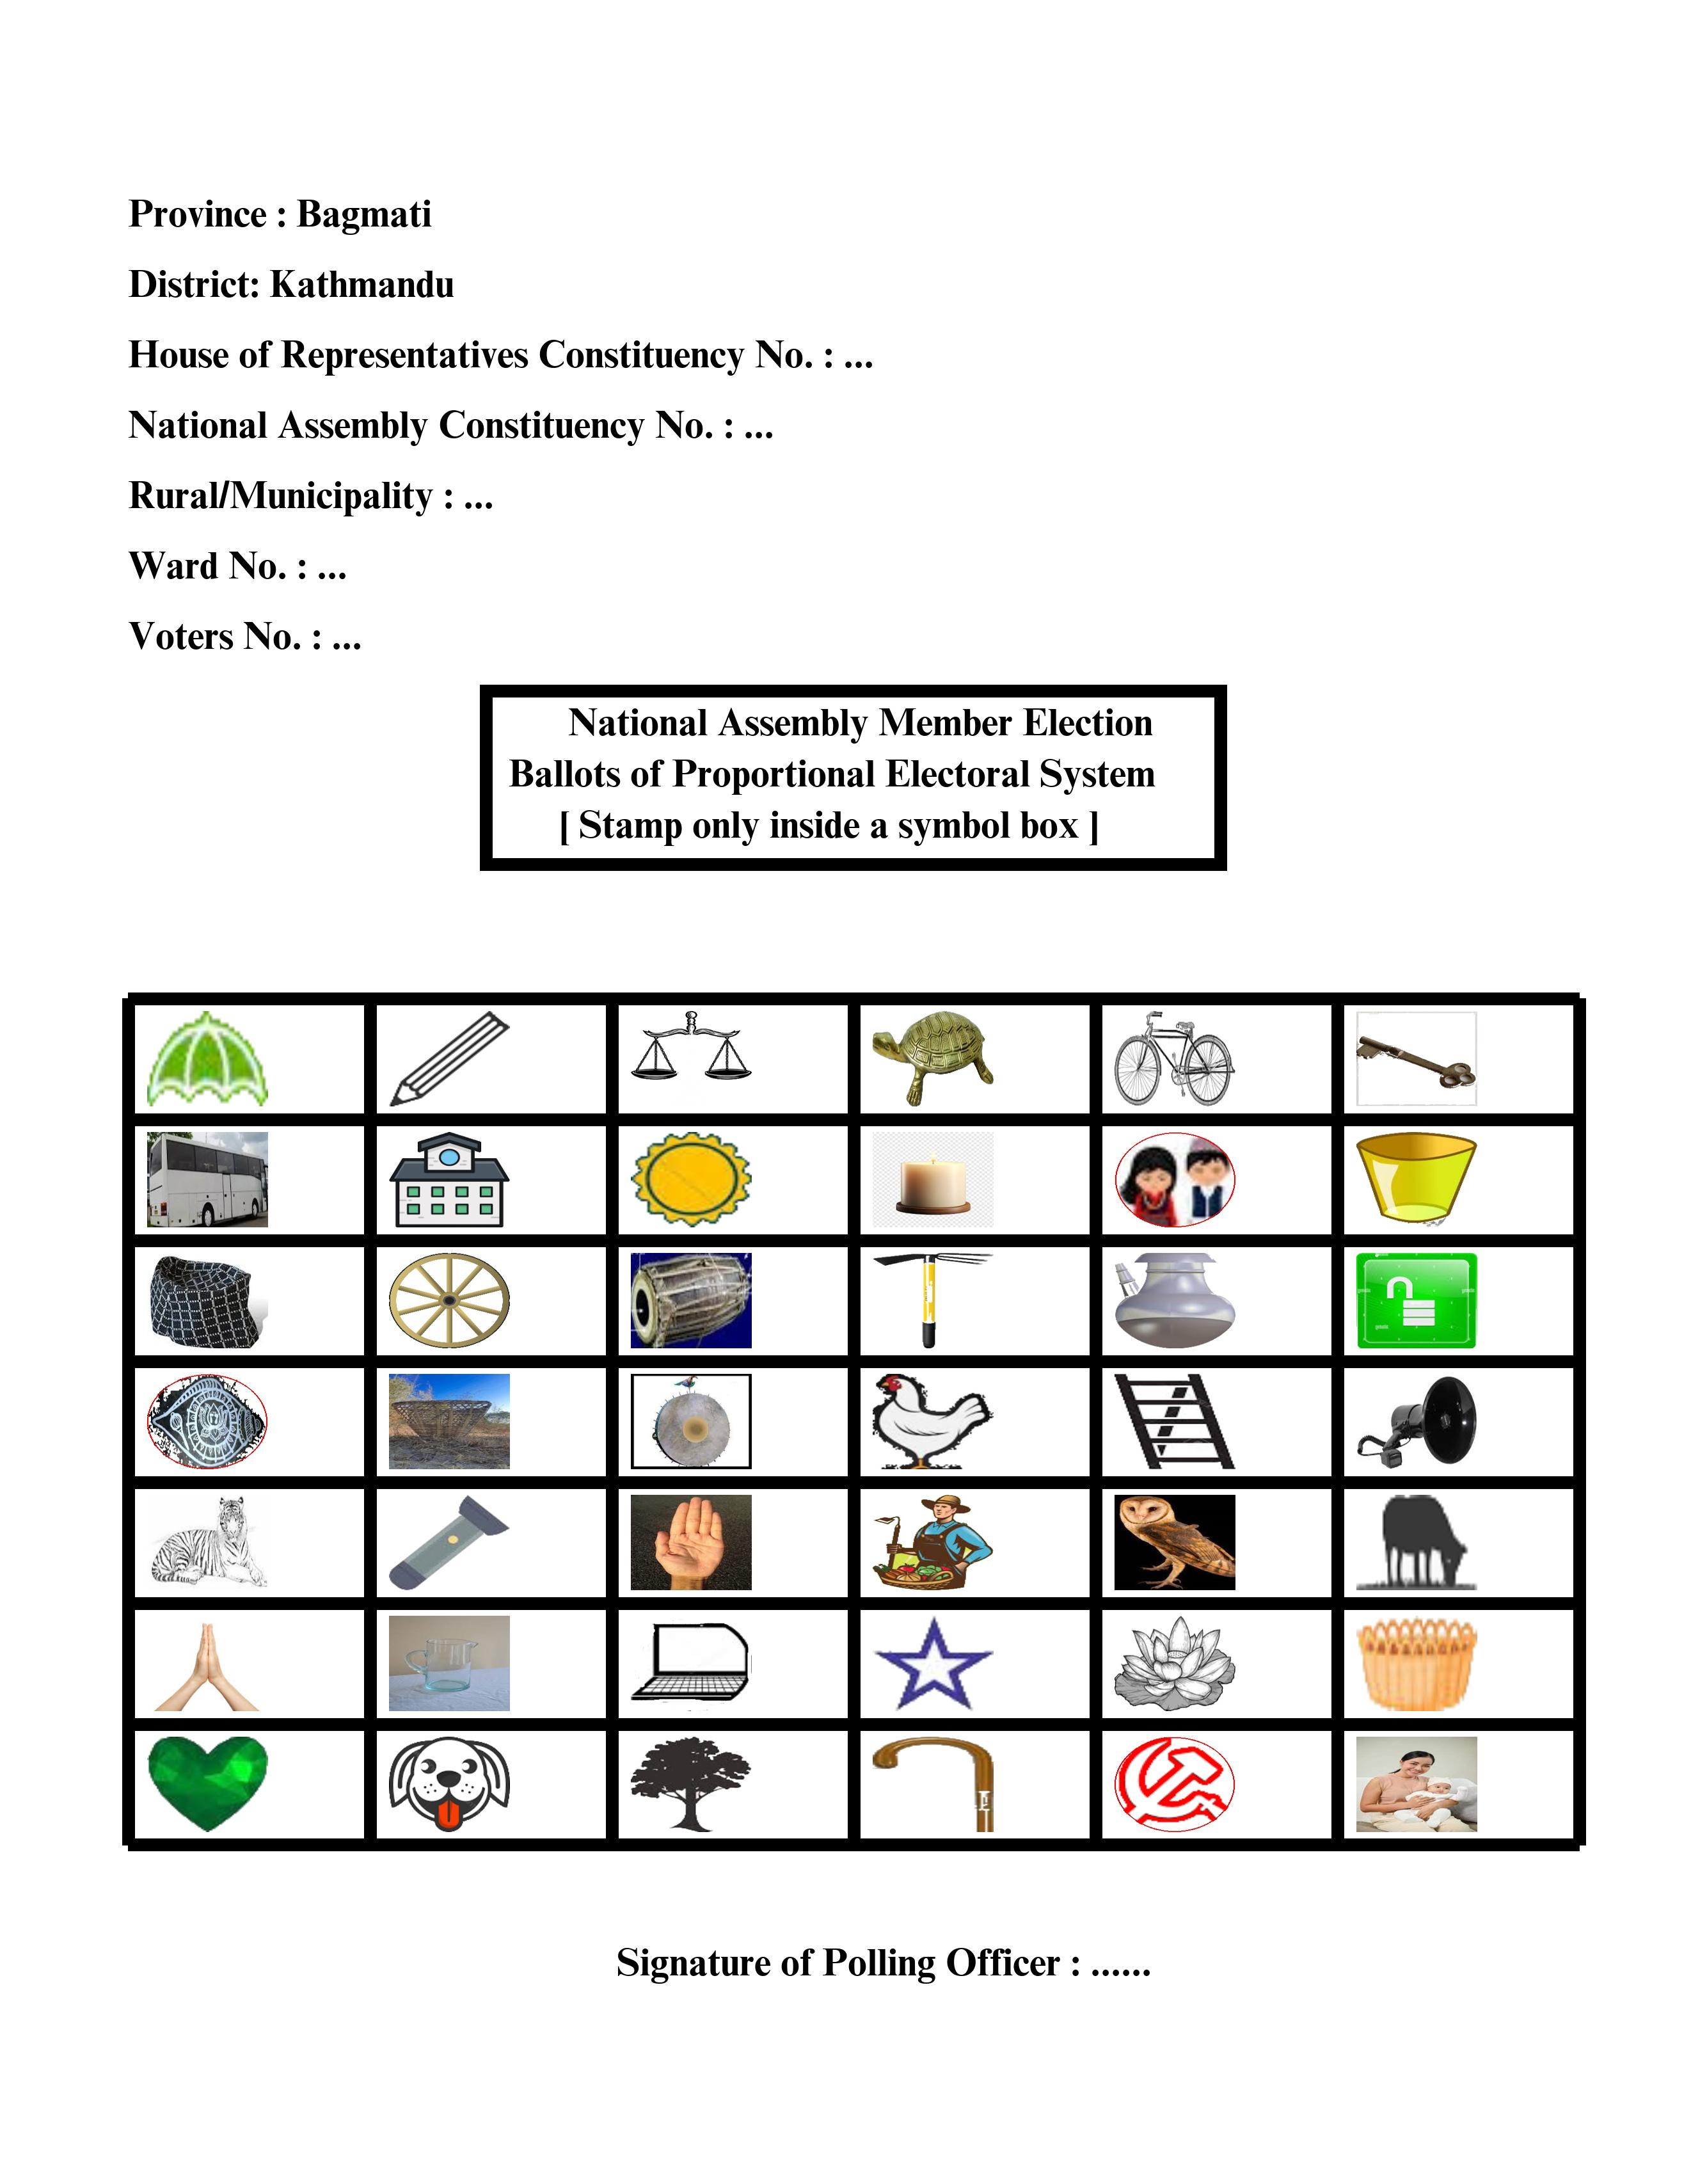 Province : Bagmati
District: Kathmandu
House of Representatives Constituency No. : ...
National Assembly Constituency No. : ...
Rural/Municipality : ...
Ward No. : ...
Voters No. : ...
National Assembly Member Election
Ballots of Proportional Electoral System
[ Stamp only inside a symbol box ]
Signature of Polling Officer : ......